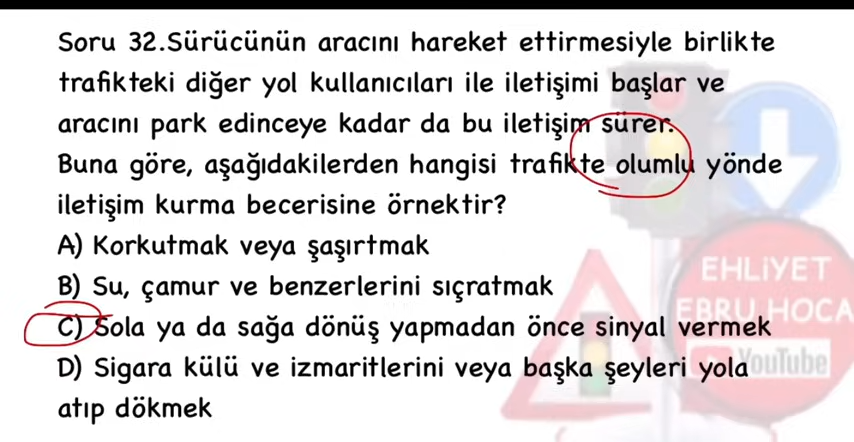 Soru 32.Sürücünün aracını hareket ettirmesiyle birlikte
trafikteki diğer yol kullanıcıları ile iletişimi başlar ve
aracını park edinceye kadar da bu iletişim sürer.
Buna göre, aşağıdakilerden hangisi trafikte olumlu yönde
iletişim kurma becerisine örnektir?
A) Korkutmak veya şaşırtmak
B) Su, çamur ve benzerlerini sıçratmak
C) Sola ya da sağa dönüş yapmadan önce sinyal vermek
D) Sigara külü ve izmaritlerini veya başka şeyleri yola
atıp dökmek
EHLİYET
EBRU HOCA
YouTube